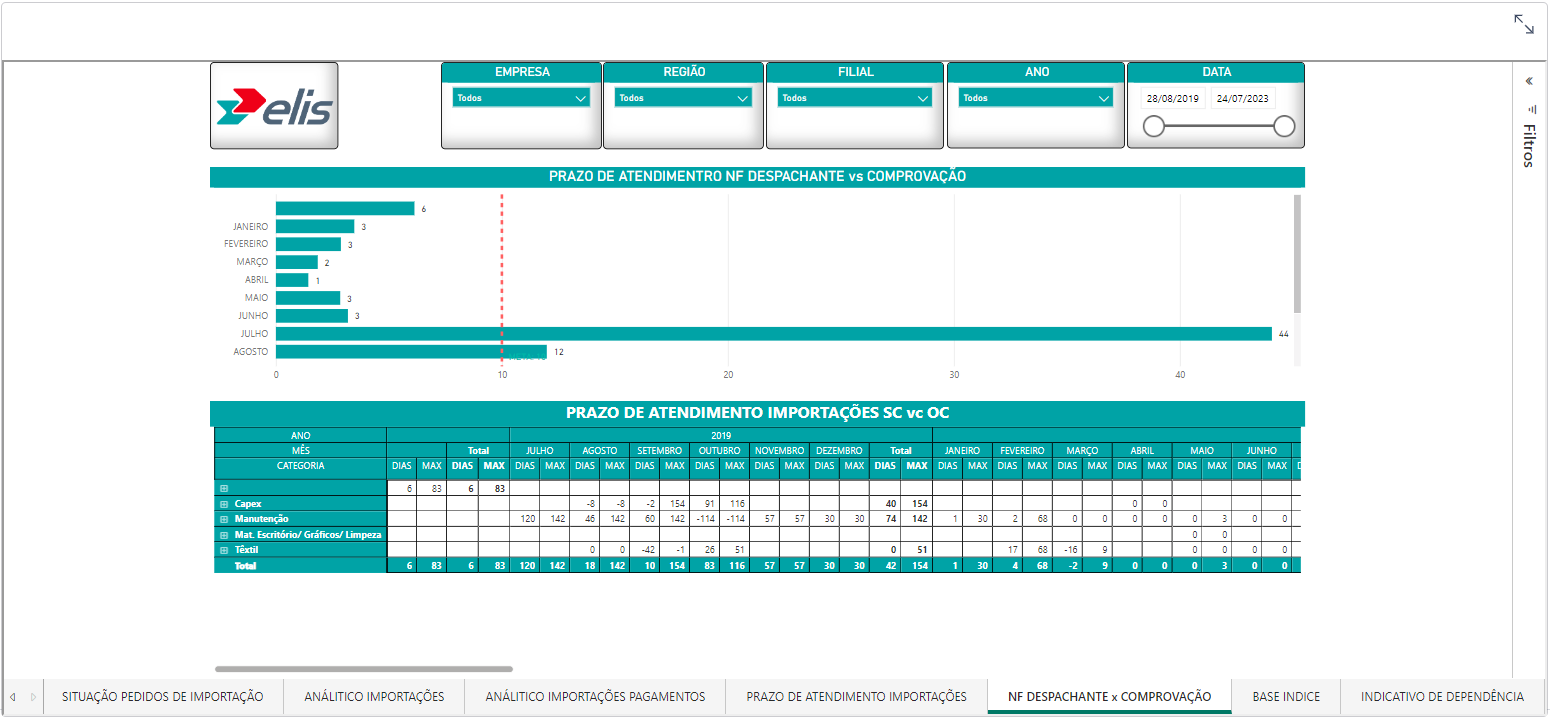 elis
EMPRESA REGIÃO FILIAL ANO DATA
Todos Todos Todos Todos 28/08/2019 24/07/2023
Filtros
PRAZO DE ATENDIMENTRO NF DESPACHANTE vs COMPROVAÇÃO
6
JANEIRO 3
FEVEREIRO 3
MARÇO 2
ABRIL 1
MAIO 3
JUNHO 3
JULHO 44
AGOSTO 12
0 10 20 30 40
PRAZO DE ATENDIMENTO IMPORTAÇÕES SC vc OC
ANO 2019
MÊS Total JULHO AGOSTO SETEMBRO OUTUBRO NOVEMBRO DEZEMBRO Total JANEIRO FEVEREIRO MARÇO ABRIL MAIO JUNHO
CATEGORIA DIAS MAX DIAS MAX DIAS MAX DIAS MAX DIAS MAX DIAS MAX DIAS MAX DIAS MAX DIAS MAX DIAS MAX DIAS MAX DIAS MAX DIAS MAX DIAS MAX DIAS MAX D
6 83 6 83
Capex -8 -8 -2 154 91 116 40 154 0 0
Manutenção 120 142 46 142 60 142 -114 -114 57 57 30 30 74 142 1 30 2 68 0 0 0 0 0 3 0 0
Mat. Escritório/ Gráficos/ Limpeza 0 0
Têxtil 0 0 -42 -1 26 51 0 51 17 68 -16 9 0 0 0 0 0
Total 6 83 6 83 120 142 18 142 10 154 83 116 57 57 30 30 42 154 1 30 4 68 -2 9 0 0 0 3 0 0
SITUAÇÃO PEDIDOS DE IMPORTAÇÃO ANÁLITICO IMPORTAÇÕES ANÁLITICO IMPORTAÇÕES PAGAMENTOS PRAZO DE ATENDIMENTO IMPORTAÇÕES NF DESPACHANTE x COMPROVAÇÃO BASE INDICE INDICATIVO DE DEPENDÊNCIA